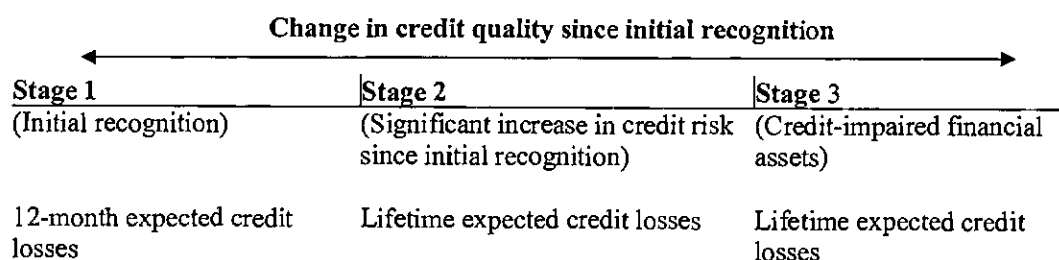 Change in credit quality since initial recognition
Stage 1 Stage 2 Stage 3
(Initial recognition) (Significant increase in credit risk (Credit-impaired financial
since initial recognition) assets)
12-month expected credit Lifetime expected credit losses Lifetime expected credit
losses losses